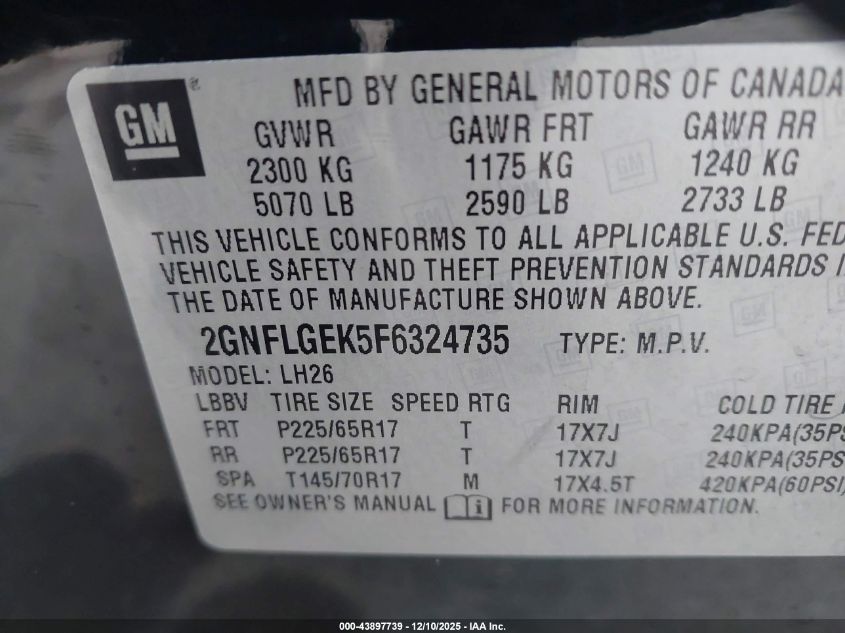 GM
®
MFD BY GENERAL MOTORS OF CANADA
GVWR GAWR FRT GAWR RR
2300 KG 1175 KG 1240 KG
5070 LB 2590 LB 2733 LB
THIS VEHICLE CONFORMS TO ALL APPLICABLE U.S. FED
VEHICLE SAFETY AND THEFT PREVENTION STANDARDS I
THE DATE OF MANUFACTURE SHOWN ABOVE.
2GNFLGEK5F6324735 TYPE: M.P.V.
MODEL: LH26
LBBV TIRE SIZE SPEED RTG RIM COLD TIRE
FRT P225/65R17 T 17X7J 240KPA(35PS
RR P225/65R17 T 17X7J 240KPA(35PS
SPA T145/70R17 M 17X4.5T 420KPA(60PSI)
SEE OWNER'S MANUAL i FOR MORE INFORMATION.
000-43897739 / 12/10/2025 - IAA Inc.